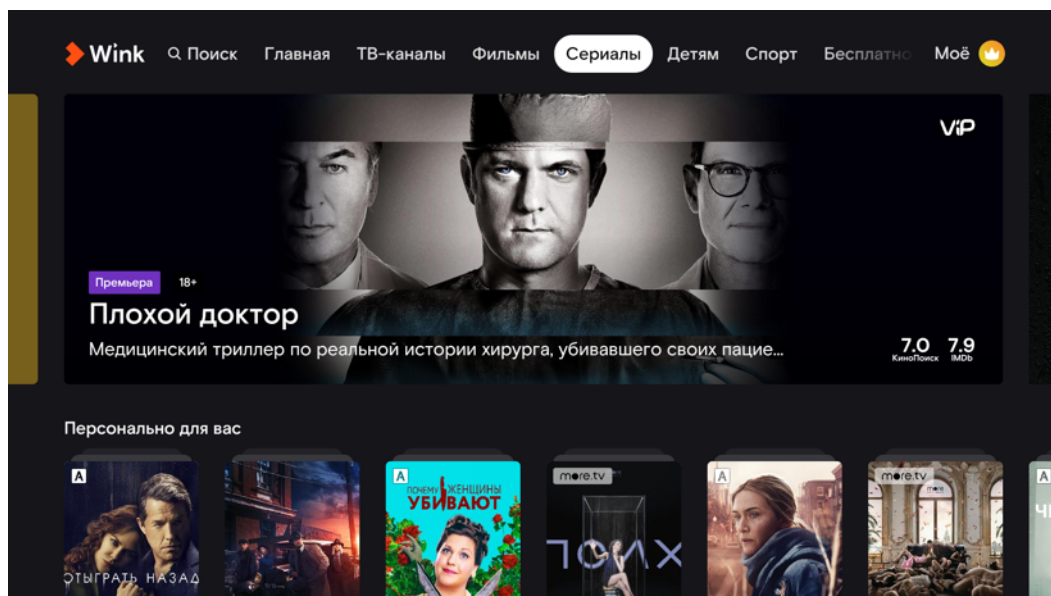 Wink Поиск Главная ТВ-каналы Фильмы Сериалы Детям Спорт Бесплатно Моё
ViP
Премьера 18+
Плохой доктор
Медицинский триллер по реальной истории хирурга, убивавшего своих пацие...
7.0 7.9
КиноПоиск IMDb
Персонально для вас
A
ОТЫГРАТЬ НАЗАД
A
ПОЧЕМУ ЖЕНЩИНЫ
УБИВАЮТ
more.tv
A
more.tv
more
A